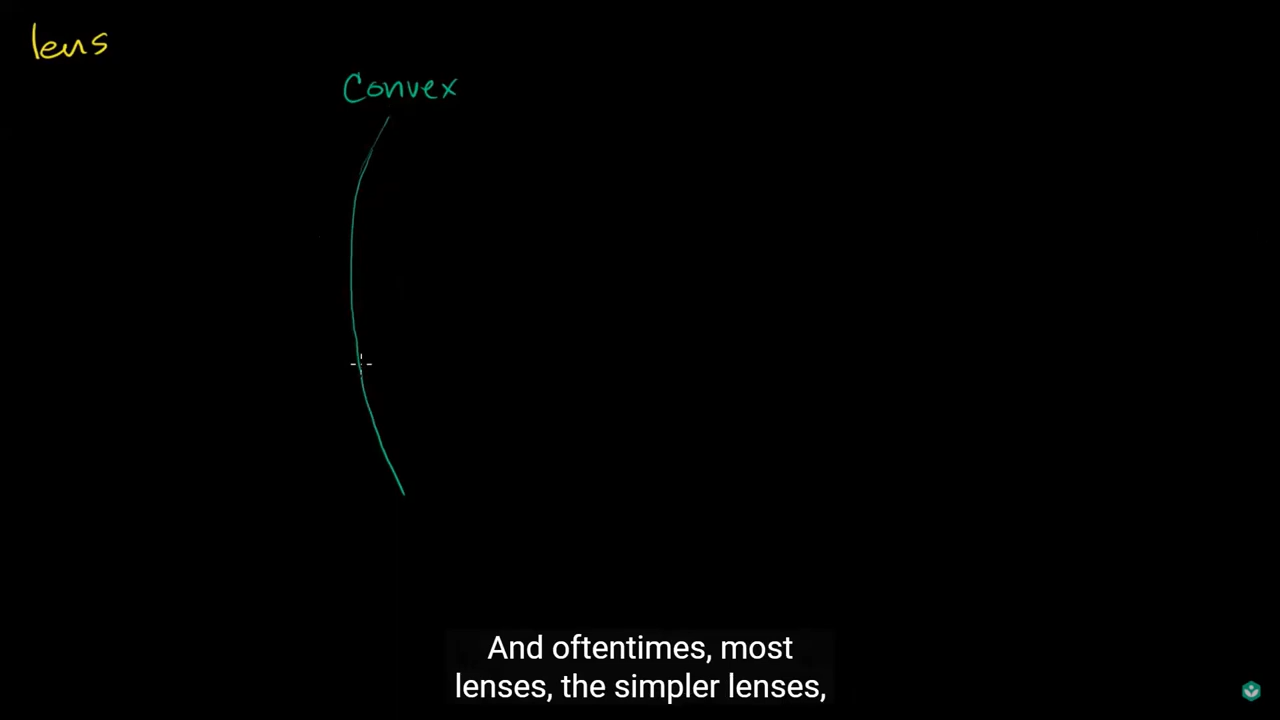 lens
Convex
And oftentimes, most
lenses, the simpler lenses,